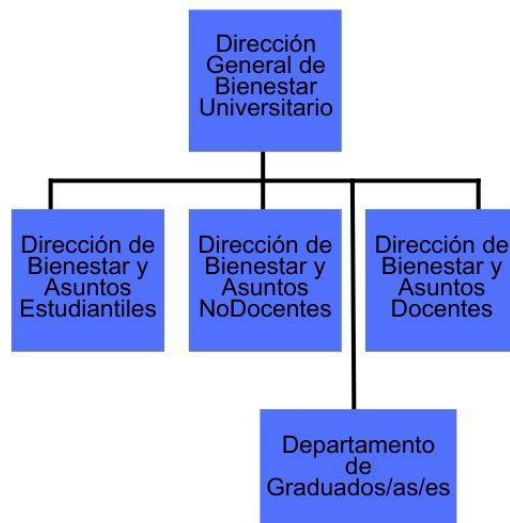 Dirección
General de
Bienestar
Universitario
Dirección de
Bienestar y
Asuntos
Estudiantiles
Dirección de
Bienestar y
Asuntos
NoDocentes
Dirección de
Bienestar y
Asuntos
Docentes
Departamento
de
Graduados/as/es